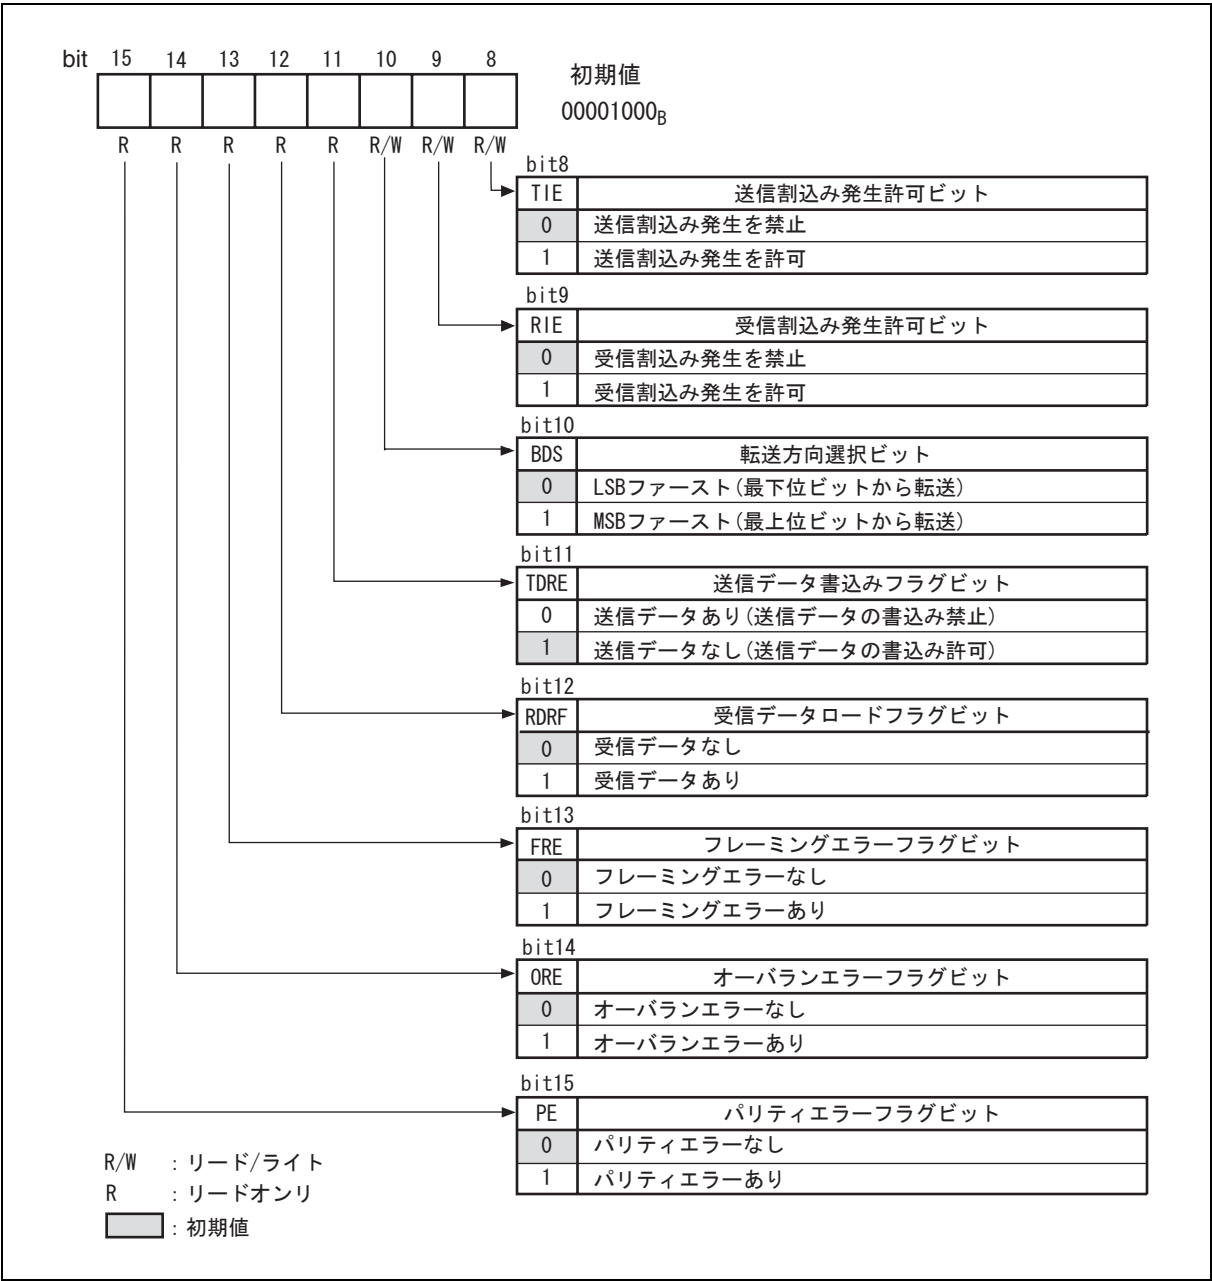 bit 15 14 13 12 11 10 9 8
初期値
00001000B
R R R R R R/W R/W R/W
bit8
TIE 送信割込み発生許可ビット
0 送信割込み発生を禁止
1 送信割込み発生を許可
bit9
RIE 受信割込み発生許可ビット
0 受信割込み発生を禁止
1 受信割込み発生を許可
bit10
BDS 転送方向選択ビット
0 LSBファースト(最下位ビットから転送)
1 MSBファースト(最上位ビットから転送)
bit11
TDRE 送信データ書込みフラグビット
0 送信データあり(送信データの書込み禁止)
1 送信データなし(送信データの書込み許可)
bit12
RDRF 受信データロードフラグビット
0 受信データなし
1 受信データあり
bit13
FRE フレーミングエラーフラグビット
0 フレーミングエラーなし
1 フレーミングエラーあり
bit14
ORE オーバランエラーフラグビット
0 オーバランエラーなし
1 オーバランエラーあり
bit15
PE パリティエラーフラグビット
0 パリティエラーなし
1 パリティエラーあり
R/W : リード/ライト
R : リードオンリ
: 初期値